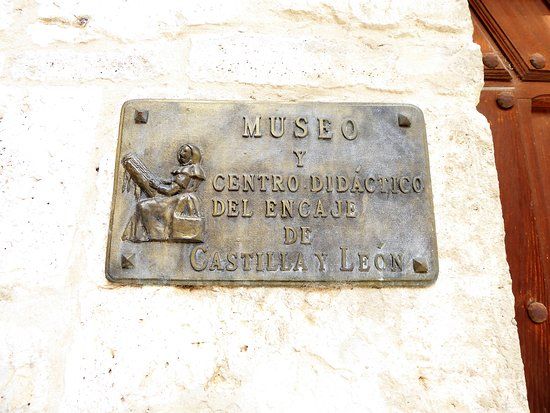 MUSEO
Y
CENTRO DIDÁCTICO
DEL ENCAJE
DE
CASTILLA Y LEÓN